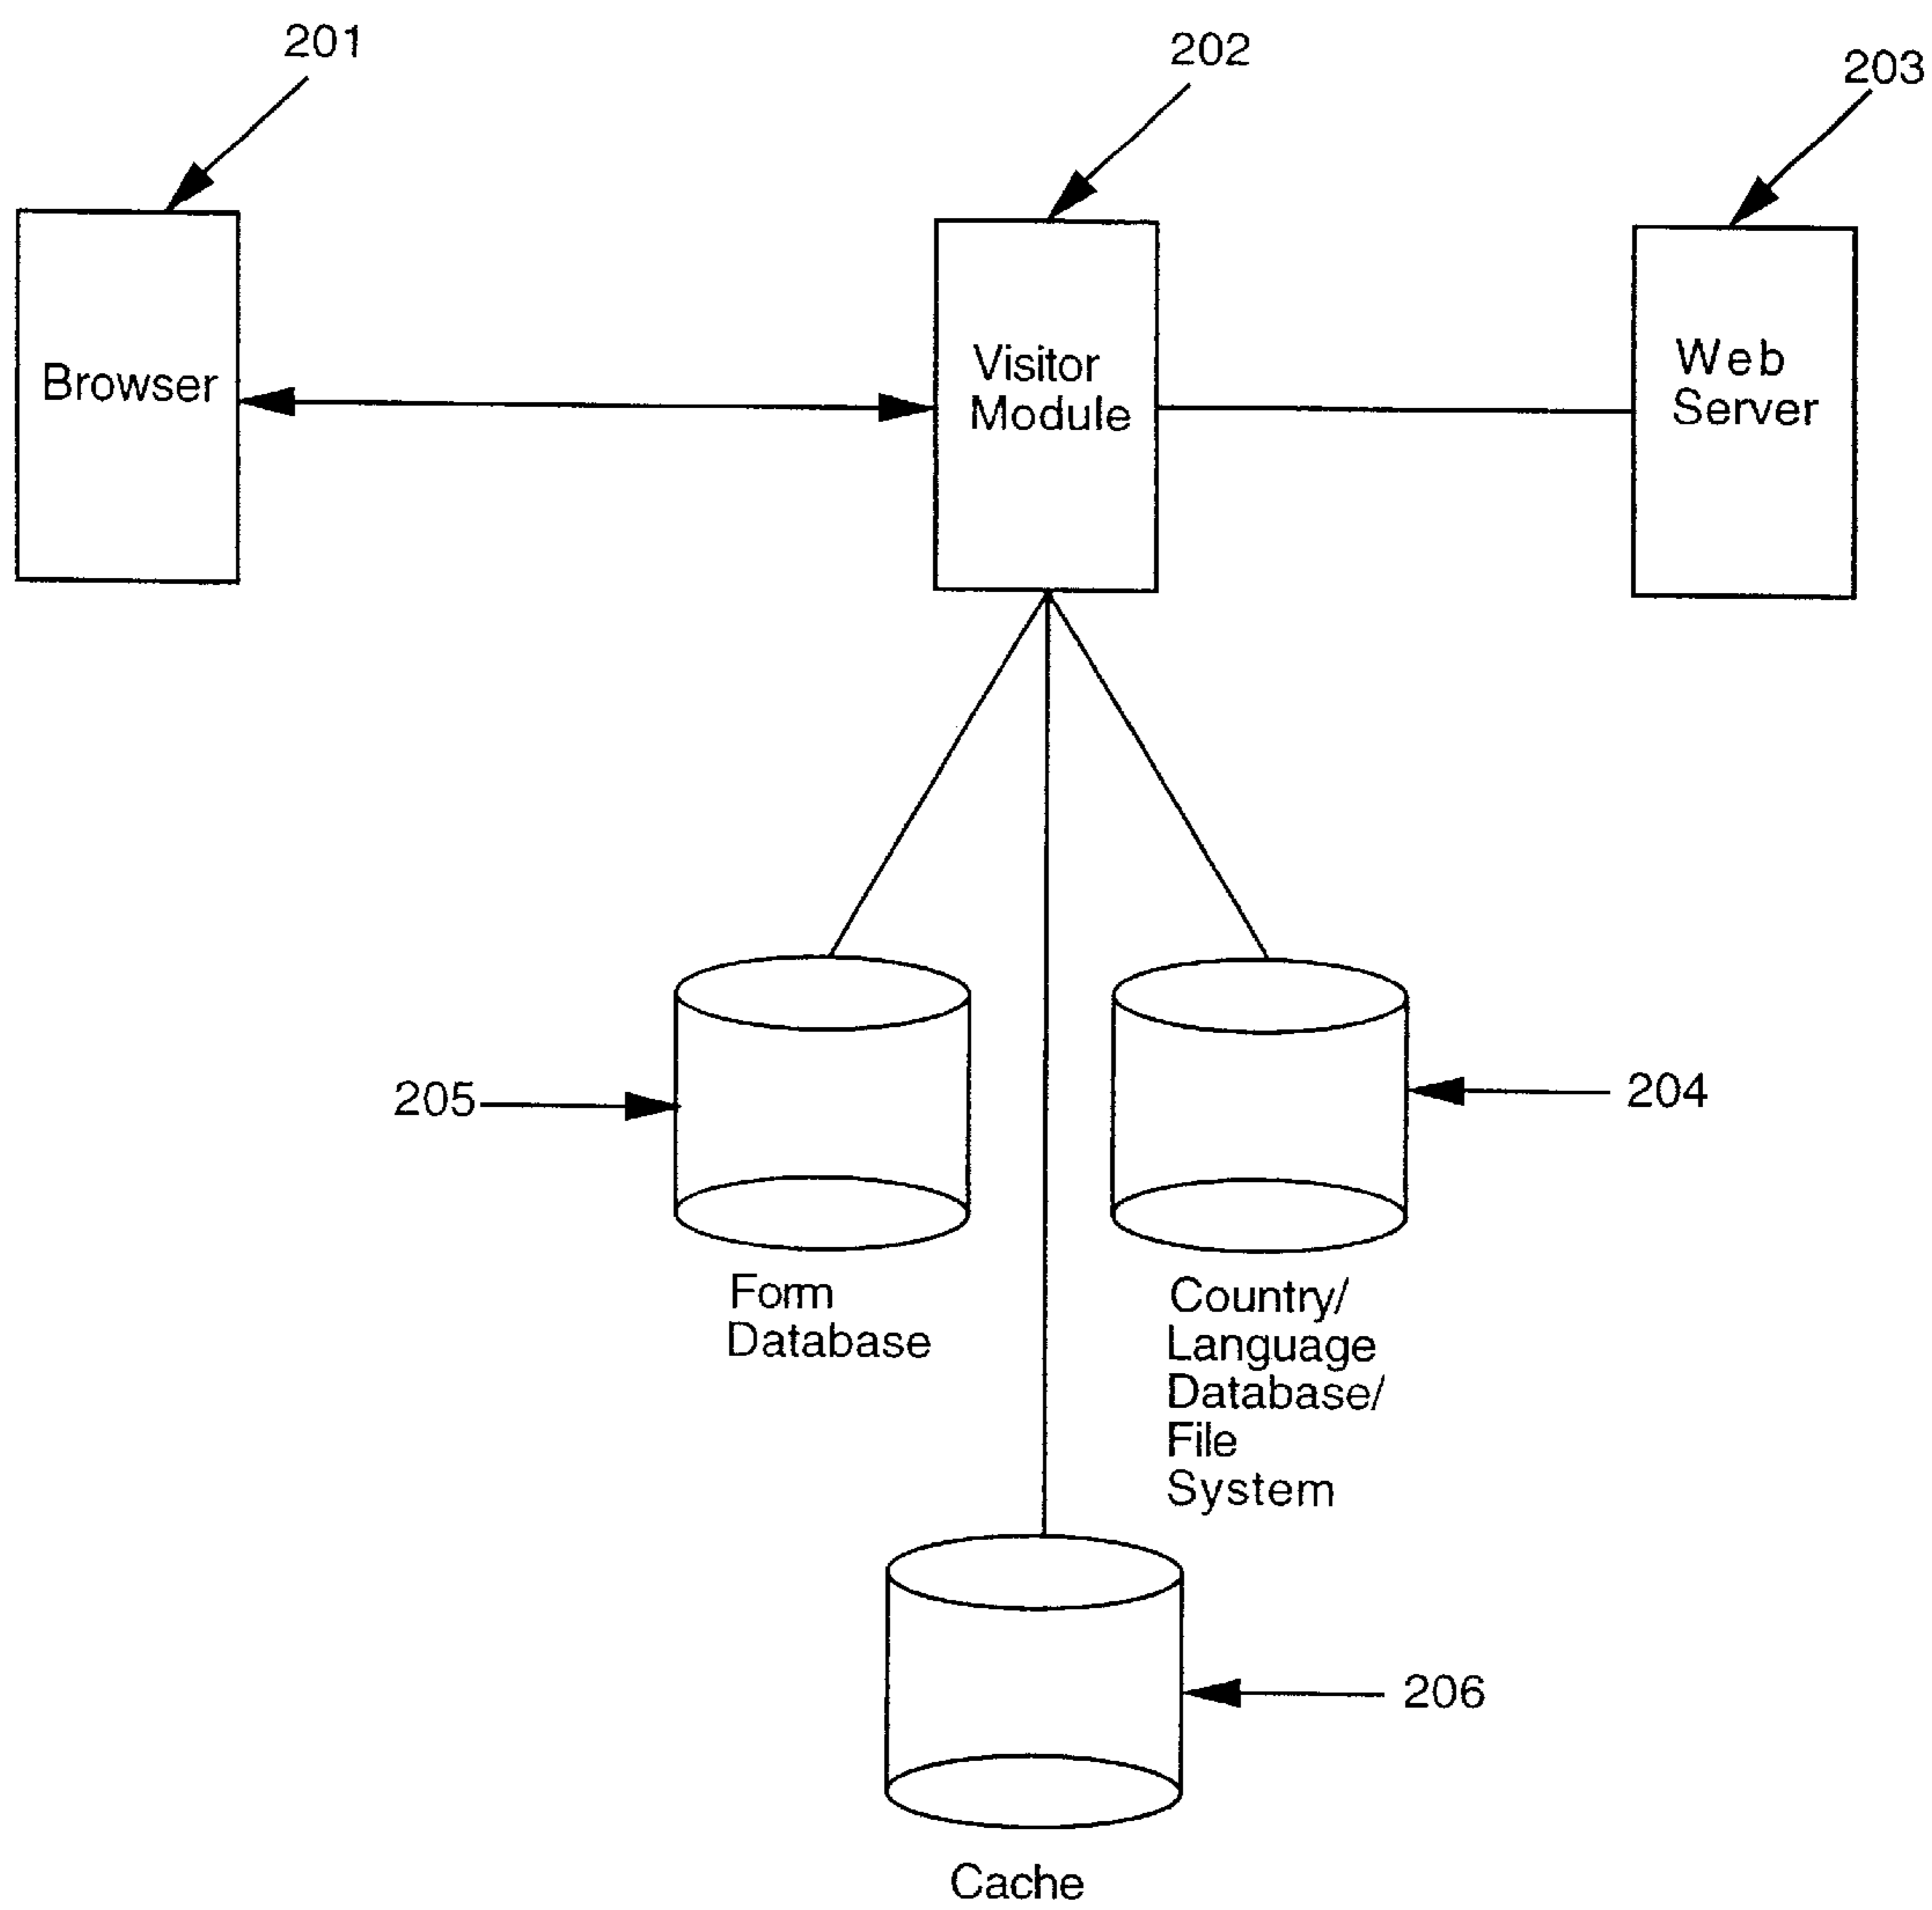 201
202
203
Browser
Visitor
Module
Web
Server
205
204
Form
Database
Country/
Language
Database/
File
System
206
Cache